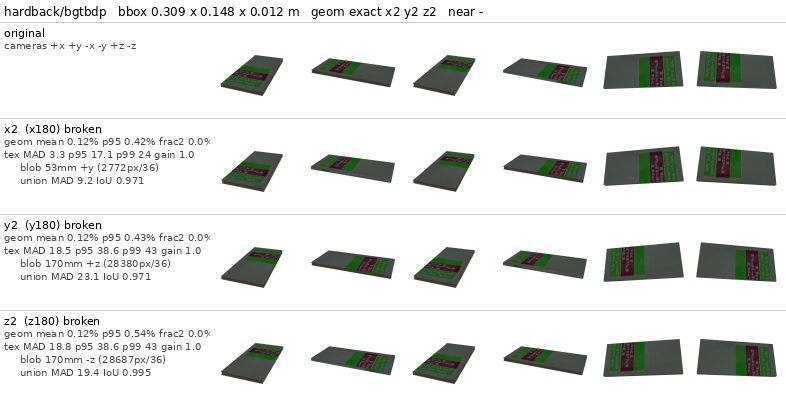 hardback/bgtbdp bbox 0.309 x 0.148 x 0.012 m geom exact x2 y2 z2 near -
original
cameras +x +y -x -y +z -z
x2 (x180) broken
geom mean 0.12% p95 0.42% frac2 0.0%
tex MAD 3.3 p95 17.1 p99 24 gain 1.0
blob 53mm +y (2772px/36)
union MAD 9.2 IoU 0.971
y2 (y180) broken
geom mean 0.12% p95 0.43% frac2 0.0%
tex MAD 18.5 p95 38.6 p99 43 gain 1.0
blob 170mm +z (28380px/36)
union MAD 23.1 IoU 0.971
z2 (z180) broken
geom mean 0.12% p95 0.54% frac2 0.0%
tex MAD 18.8 p95 38.6 p99 43 gain 1.0
blob 170mm -z (28687px/36)
union MAD 19.4 IoU 0.995